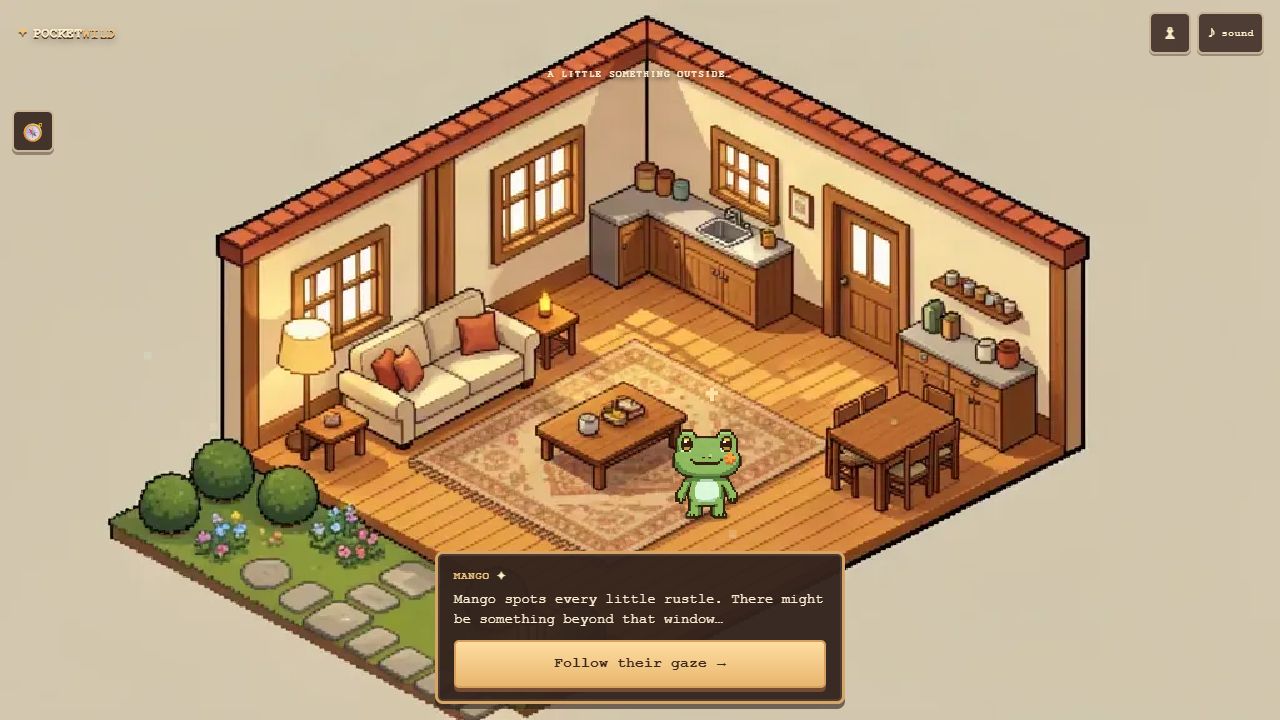 ✦ POCKETWILD
♪ sound
A LITTLE SOMETHING OUTSIDE…
MANGO ✦
Mango spots every little rustle. There might
be something beyond that window…
Follow their gaze →